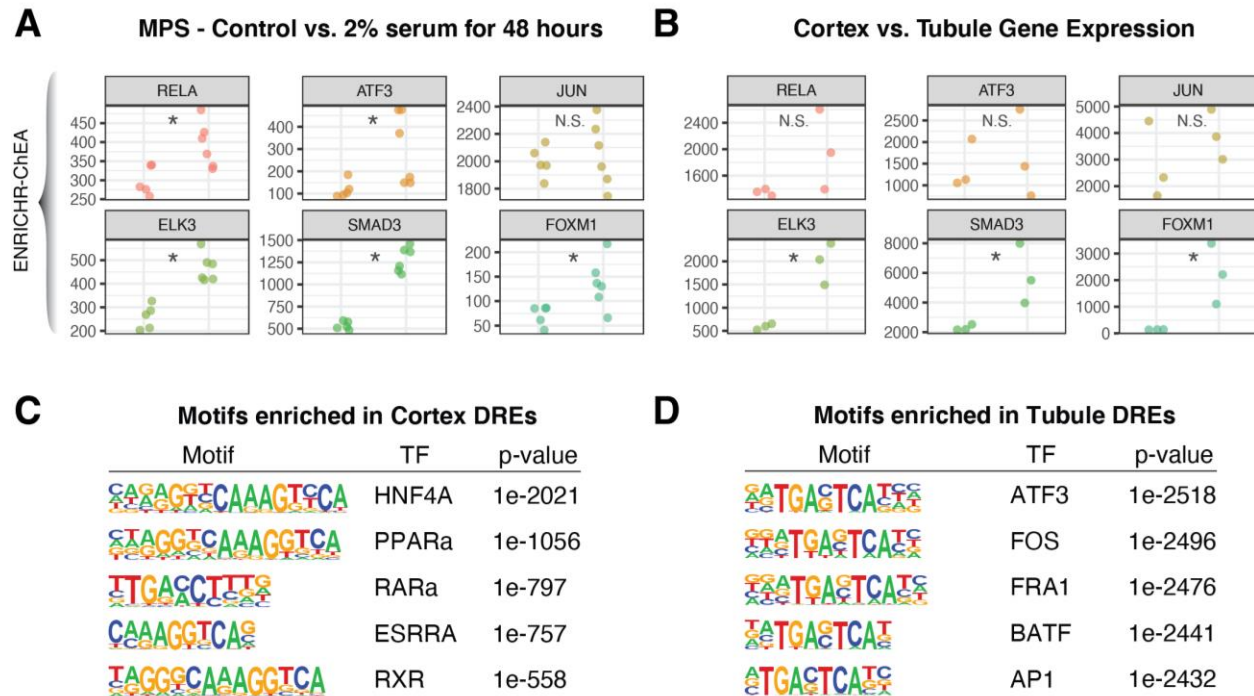 A MPS - Control vs. 2% serum for 48 hours
B Cortex vs. Tubule Gene Expression
ENRICHR-ChEA
RELA ATF3 JUN
450 400 350 300 250
*
400 300 200 100
*
2400 2200 2000 1800
N.S.
ELK3 SMAD3 FOXM1
500 400 300 200
*
1500 1250 1000 750 500
*
200 150 100 50
*
RELA ATF3 JUN
2400 2000 1600
N.S.
2500 2000 1500 1000
N.S.
5000 4000 3000 2000
N.S.
ELK3 SMAD3 FOXM1
2000 1500 1000 500
*
8000 6000 4000 2000
*
3000 2000 1000 0
*
C Motifs enriched in Cortex DREs
Motif TF p-value
HNF4A 1e-2021
PPARa 1e-1056
RARa 1e-797
ESRRA 1e-757
RXR 1e-558
D Motifs enriched in Tubule DREs
Motif TF p-value
ATF3 1e-2518
FOS 1e-2496
FRA1 1e-2476
BATF 1e-2441
AP1 1e-2432